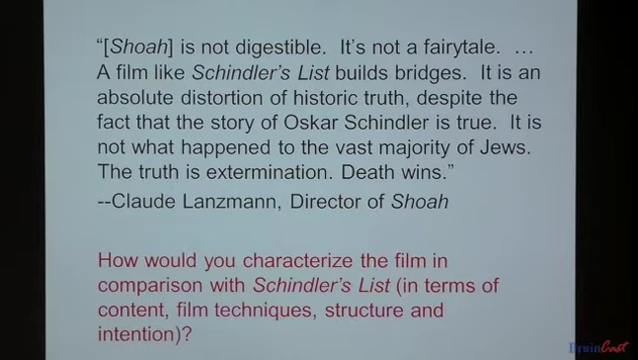 “[Shoah] is not digestible.  It’s not a fairytale.  …
A film like Schindler’s List builds bridges.  It is an
absolute distortion of historic truth, despite the
fact that the story of Oskar Schindler is true.  It is
not what happened to the vast majority of Jews.
The truth is extermination.  Death wins.”
--Claude Lanzmann, Director of Shoah
How would you characterize the film in
comparison with Schindler’s List (in terms of
content, film techniques, structure and
intention)?
BruinCast